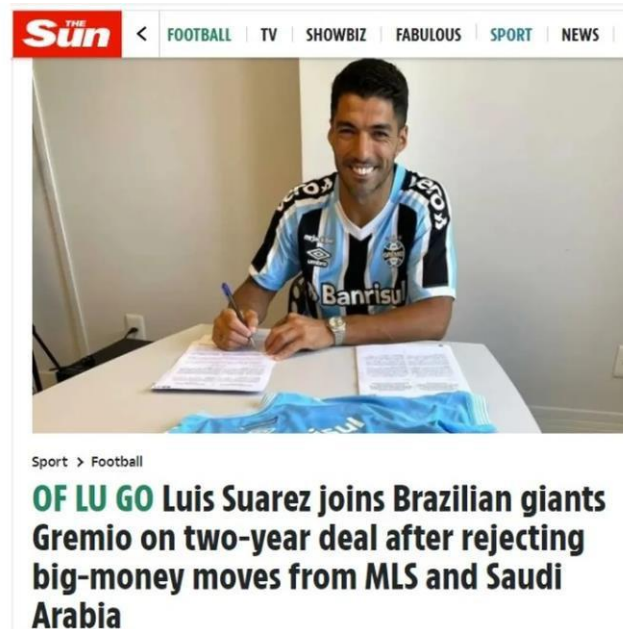 THE
Sun
< FOOTBALL TV SHOWBIZ FABULOUS SPORT NEWS
umbro
GRÊMIO
Banrisul
Sport > Football
OF LU GO Luis Suarez joins Brazilian giants
Gremio on two-year deal after rejecting
big-money moves from MLS and Saudi
Arabia